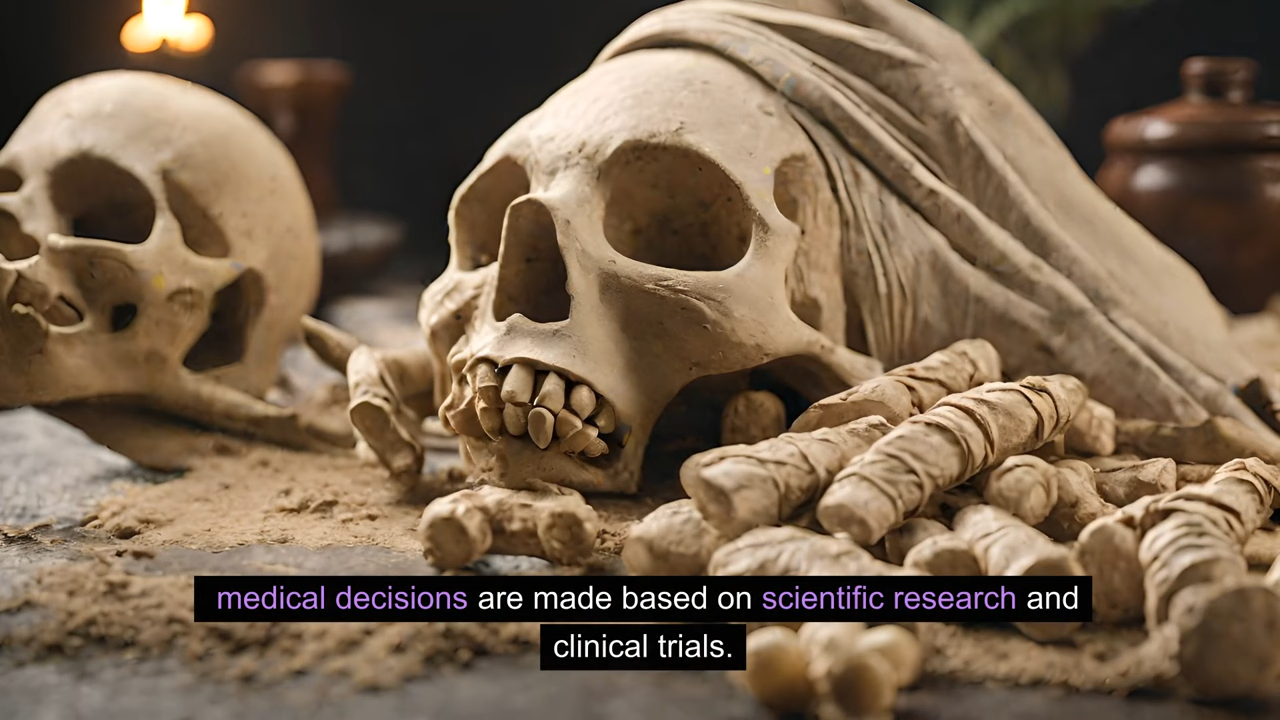 medical decisions are made based on scientific research and
clinical trials.